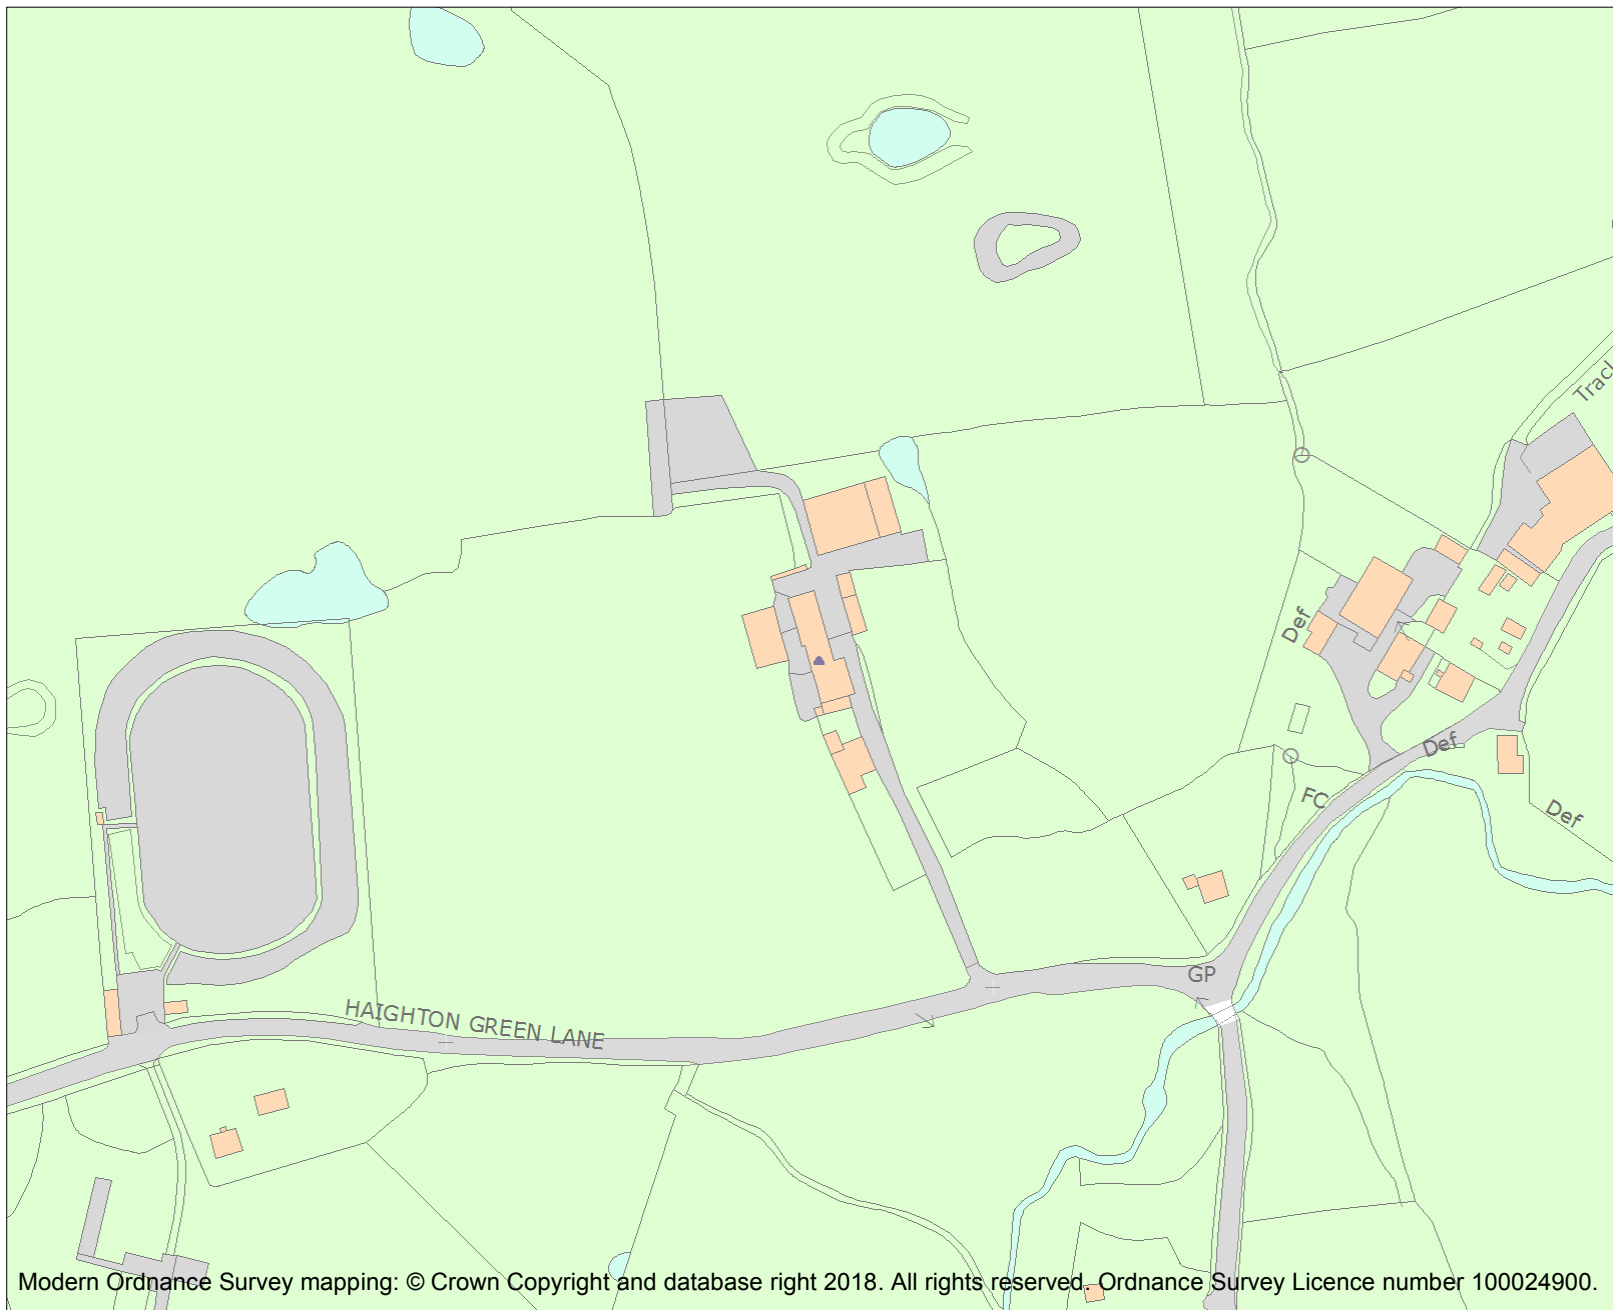 Trac
Def
Def
FC
Def
GP
HAIGHTON GREEN LANE
Modern Ordnance Survey mapping: © Crown Copyright and database right 2018. All rights reserved. Ordnance Survey Licence number 100024900.